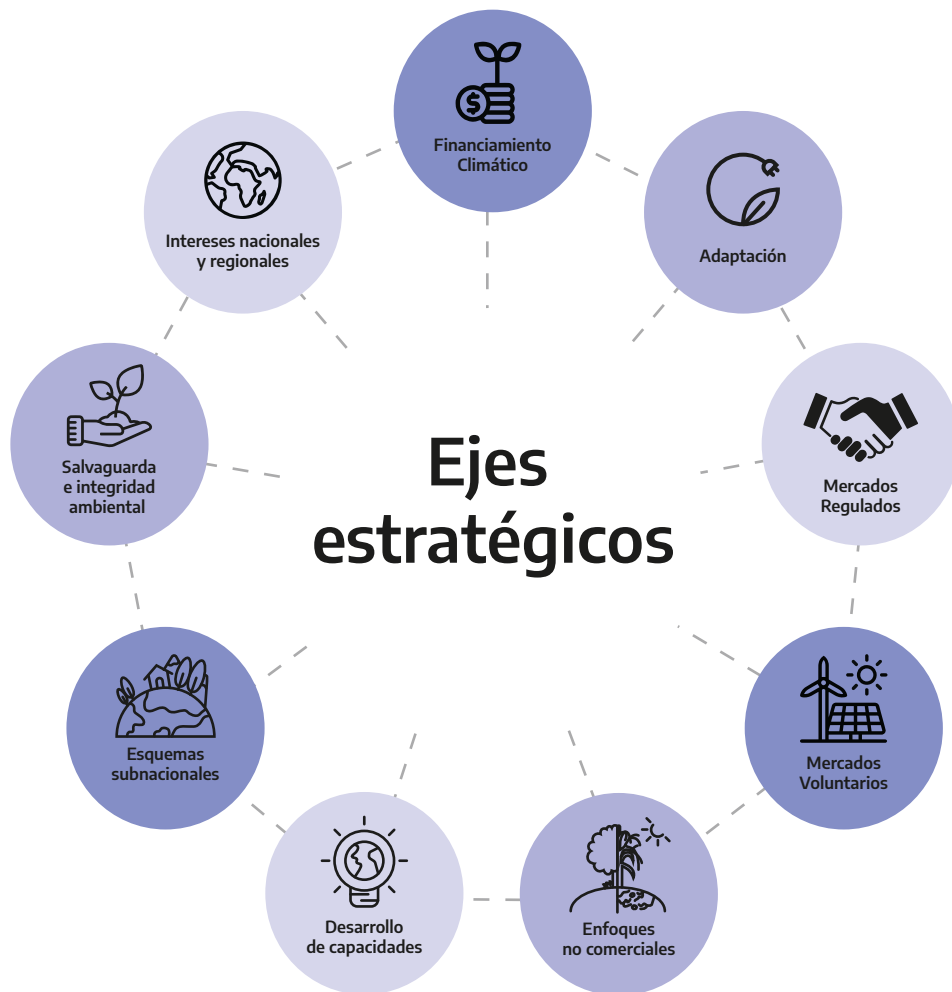 Financiamiento
Climático
Adaptación
Mercados
Regulados
Mercados
Voluntarios
Enfoques
no comerciales
Desarrollo
de capacidades
Esquemas
subnacionales
Salvaguarda
e integridad
ambiental
Intereses nacionales
y regionales
Ejes
estratégicos